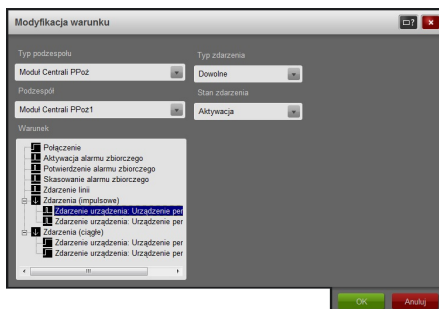 Modyfikacja warunku
?
Typ podzespołu
Typ zdarzenia
Moduł Centrali PPoż
Dowolne
Podzespół
Stan zdarzenia
Moduł Centrali PPoż1
Aktywacja
Warunek
Połączenie
Aktywacja alarmu zbiorczego
Potwierdzenie alarmu zbiorczego
Skasowanie alarmu zbiorczego
Zdarzenie linii
Zdarzenia (impulsowe)
Zdarzenie urządzenia: Urządzenie per
Zdarzenie urządzenia: Urządzenie per
Zdarzenia (ciągłe)
Zdarzenie urządzenia: Urządzenie per
Zdarzenie urządzenia: Urządzenie per
OK
Anuluj